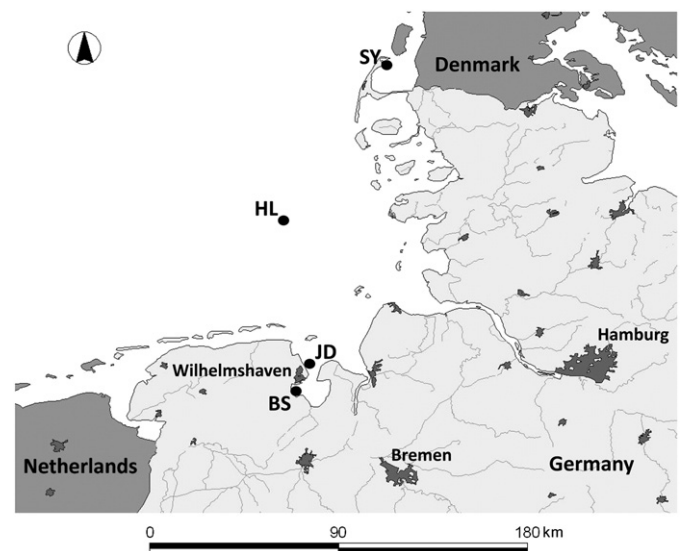 SY
Denmark
HL
Hamburg
JD
Wilhelmshaven
BS
Bremen
Netherlands
Germany
0 90 180 km